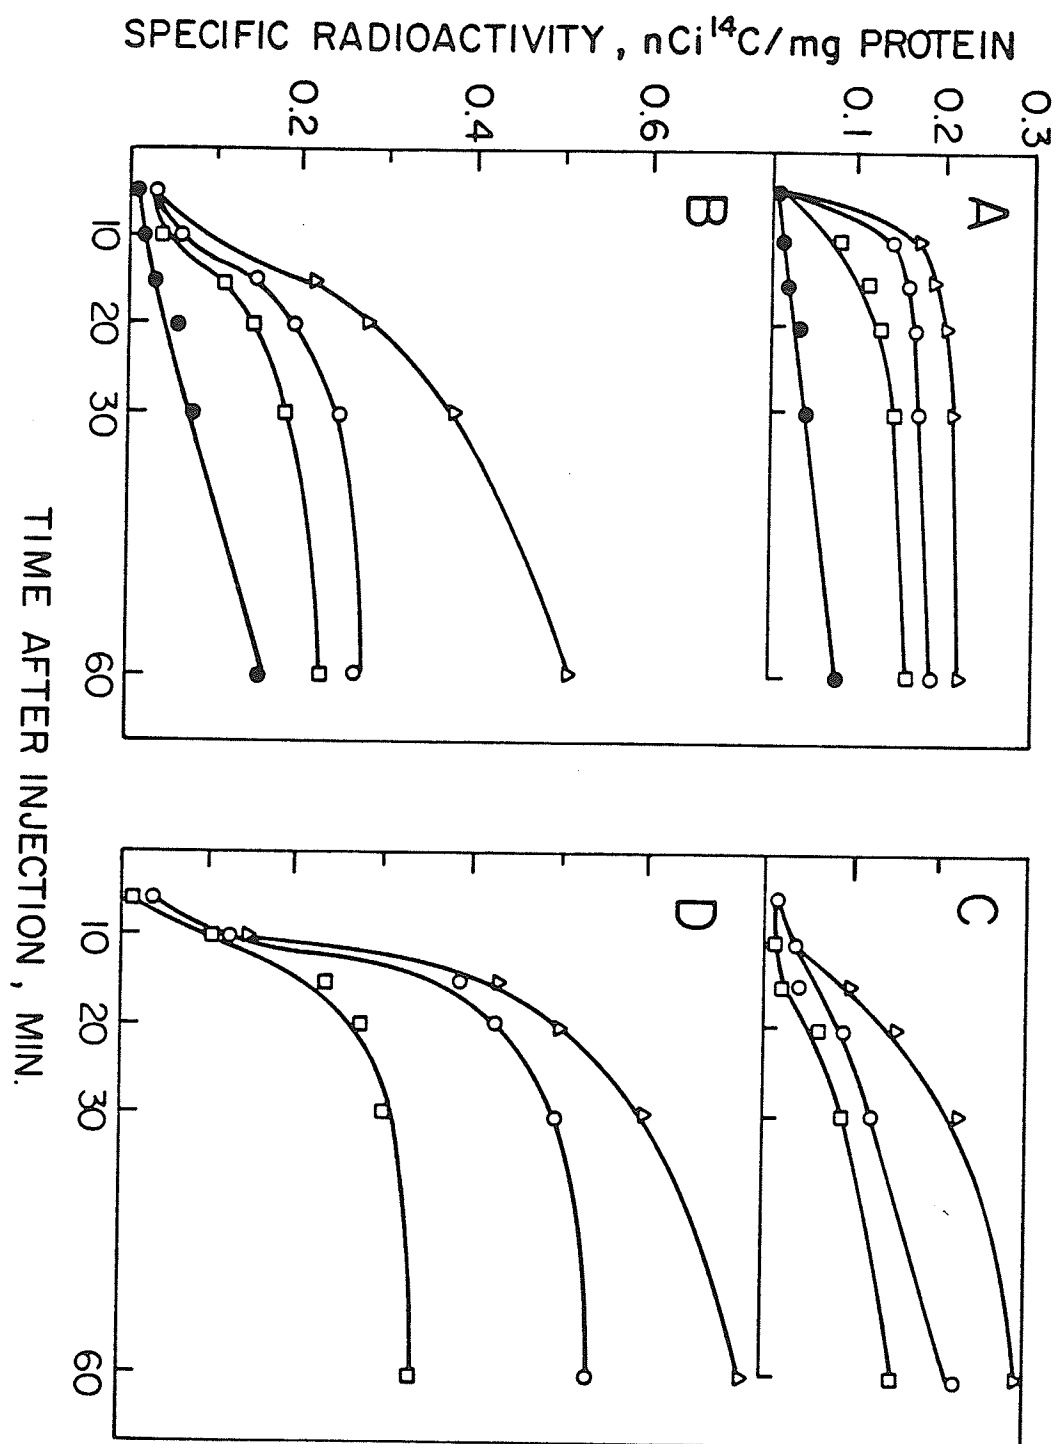 SPECIFIC RADIOACTIVITY, nCi ¹⁴C/mg PROTEIN
0.3
0.2
0.1
A
C
0.6
0.4
0.2
B
D
10 20 30 60
10 20 30 60
TIME AFTER INJECTION, MIN.